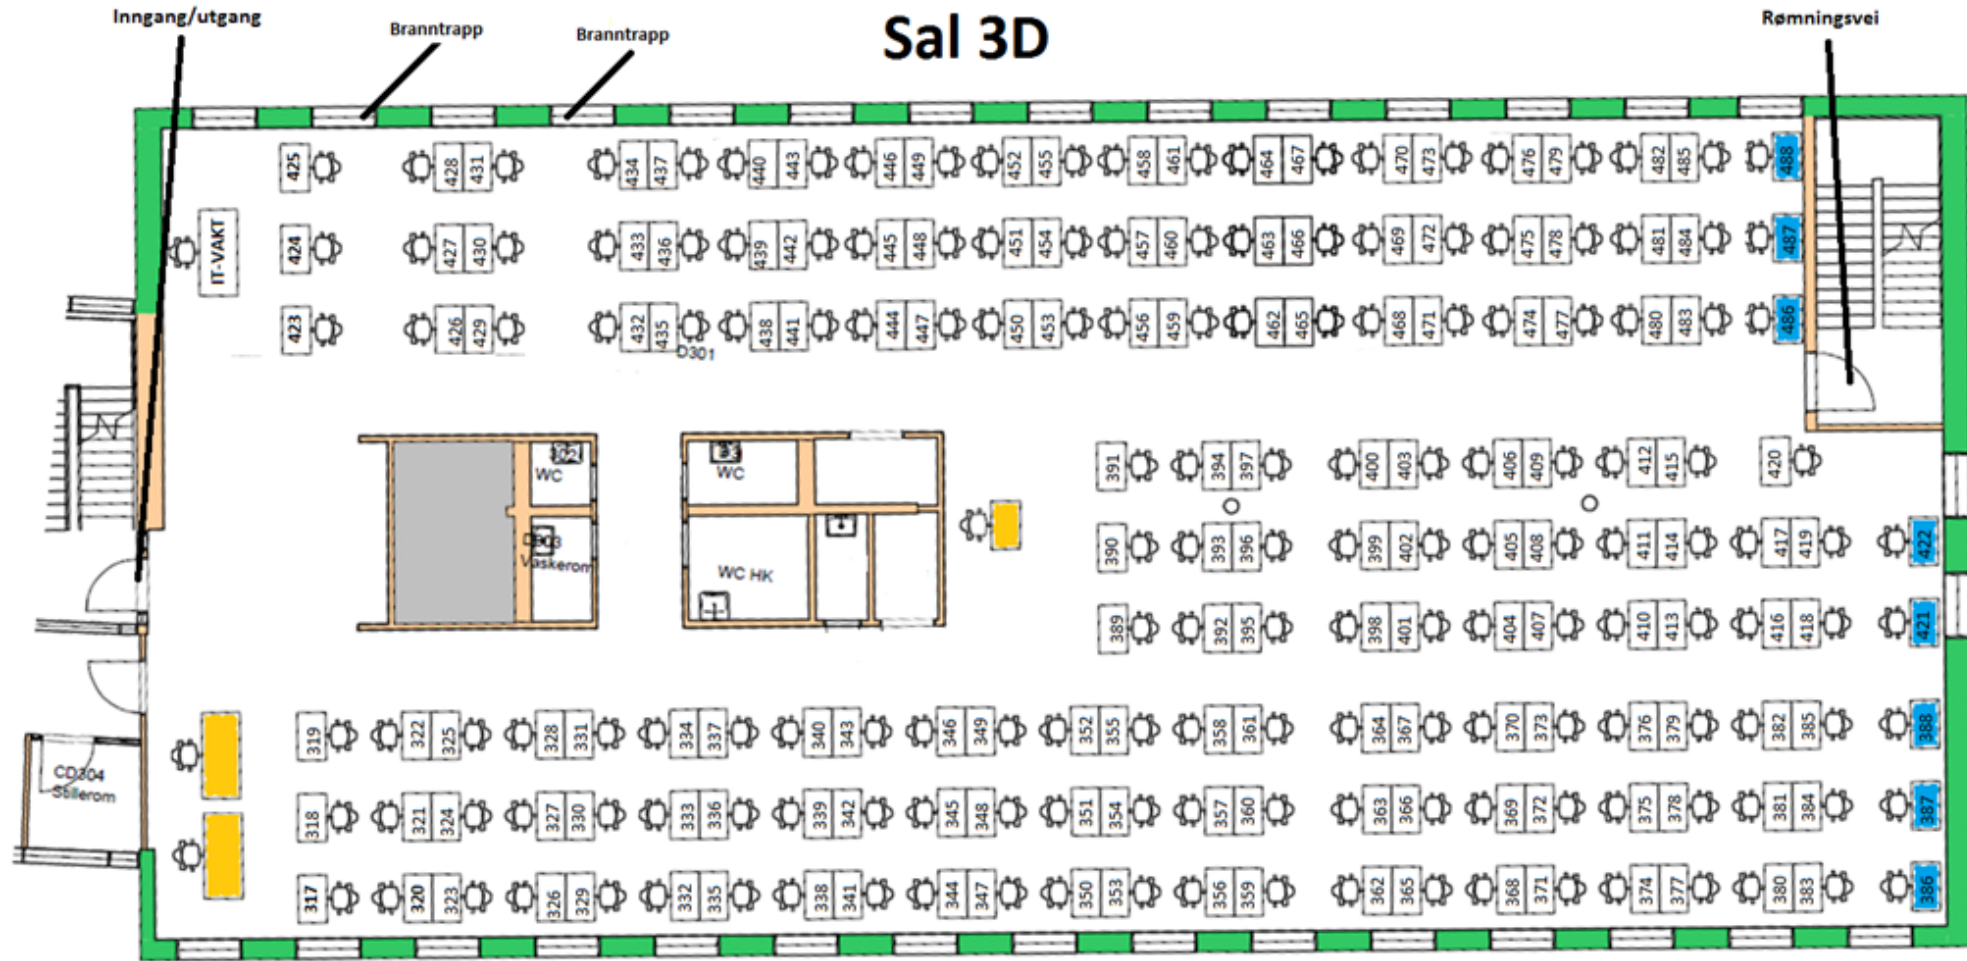 Inngang/utgang
Branntrapp
Branntrapp
Sal 3D
Rømningsvei
425 428 431 434 437 440 443 446 449 452 455 458 461 464 467 470 473 476 479 482 485 488
IT-VAKT
424 427 430 433 436 439 442 445 448 451 454 457 460 463 466 469 472 475 478 481 484 487
423 426 429 432 435 438 441 444 447 450 453 456 459 462 465 468 471 474 477 480 483 486
D301
391 394 397 400 403 406 409 412 415 420
WC
WC
390 393 396 399 402 405 408 411 414 417 419 422
Vaskerom
WC HK
389 392 395 398 401 404 407 410 413 416 418 421
319 322 325 328 331 334 337 340 343 346 349 352 355 358 361 364 367 370 373 376 379 382 385 388
CD304
Stillerom
318 321 324 327 330 333 336 339 342 345 348 351 354 357 360 363 366 369 372 375 378 381 384 387
317 320 323 326 329 332 335 338 341 344 347 350 353 356 359 362 365 368 371 374 377 380 383 386